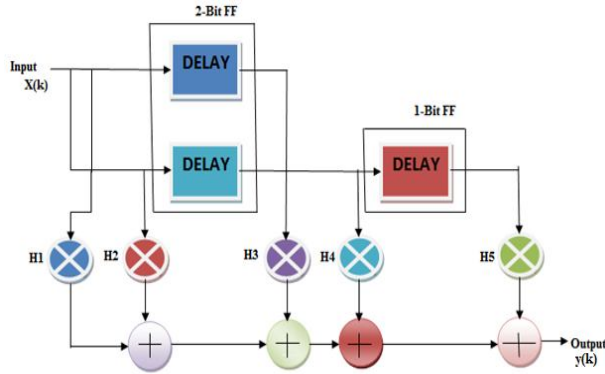 2-Bit FF
Input
X(k)
DELAY
1-Bit FF
DELAY
DELAY
H1
H2
H3
H4
H5
Output
y(k)